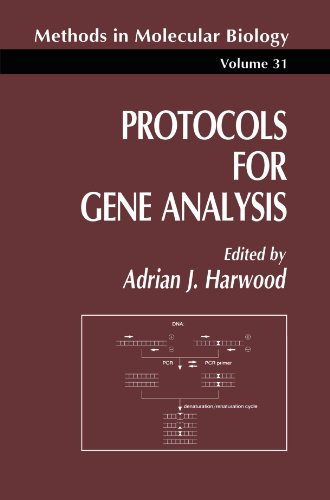 Methods in Molecular Biology
Volume 31
PROTOCOLS
FOR
GENE ANALYSIS
Edited by
Adrian J. Harwood
DNA:
PCR
PCR primer
denaturation/renaturation cycle